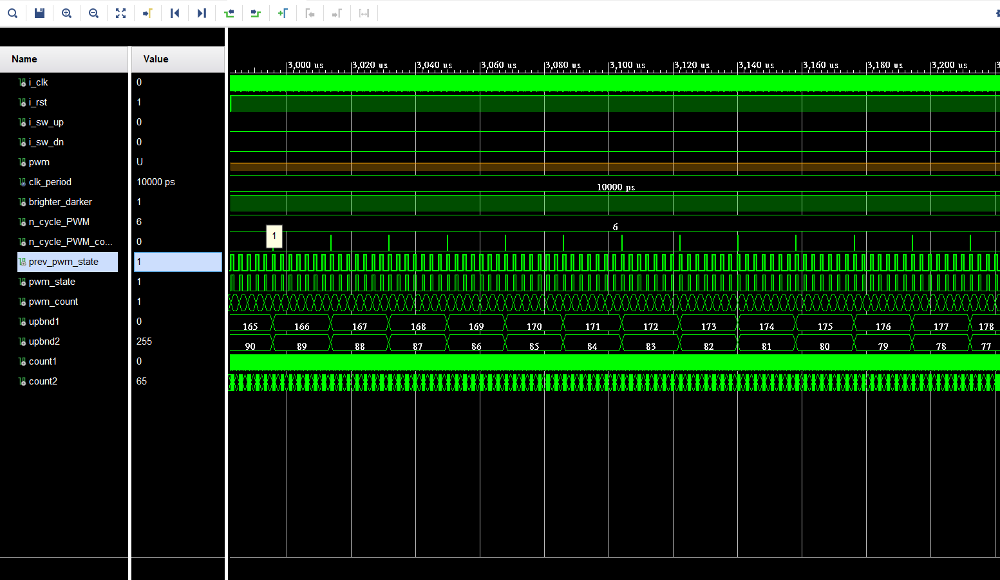 Name Value
3,000 us 3,020 us 3,040 us 3,060 us 3,080 us 3,100 us 3,120 us 3,140 us 3,160 us 3,180 us 3,200 us
i_clk 0
i_rst 1
i_sw_up 0
i_sw_dn 0
pwm U
clk_period 10000 ps 10000 ps
brighter_darker 1
n_cycle_PWM 6 6
n_cycle_PWM_co... 0 1
prev_pwm_state 1
pwm_state 1
pwm_count 1
upbnd1 0 165 166 167 168 169 170 171 172 173 174 175 176 177 178
upbnd2 255 90 89 88 87 86 85 84 83 82 81 80 79 78 77
count1 0
count2 65